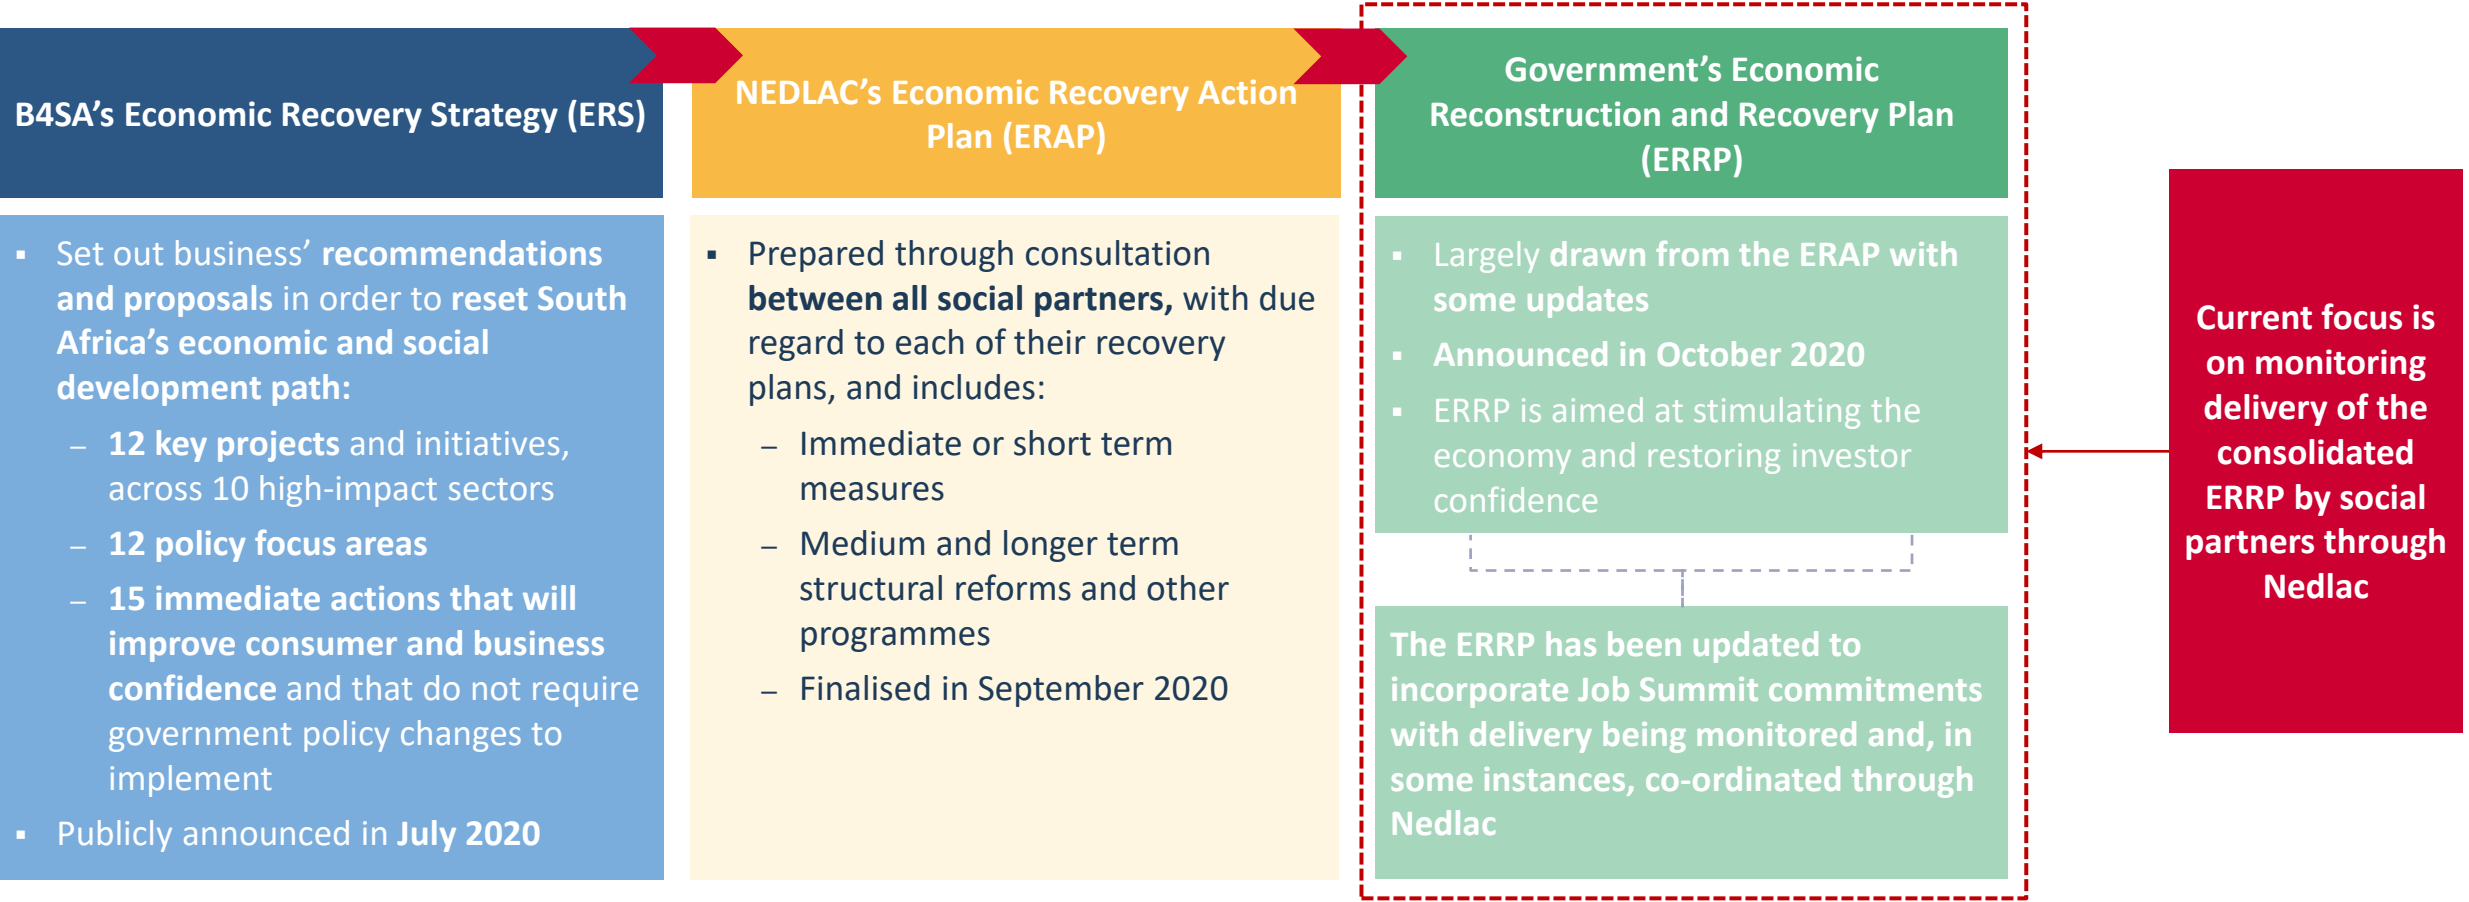 B4SA’s Economic Recovery Strategy (ERS)
▪ Set out business’ recommendations
and proposals in order to reset South
Africa’s economic and social
development path:
– 12 key projects and initiatives,
across 10 high-impact sectors
– 12 policy focus areas
– 15 immediate actions that will
improve consumer and business
confidence and that do not require
government policy changes to
implement
▪ Publicly announced in July 2020
NEDLAC’s Economic Recovery Action
Plan (ERAP)
▪ Prepared through consultation
between all social partners, with due
regard to each of their recovery
plans, and includes:
– Immediate or short term
measures
– Medium and longer term
structural reforms and other
programmes
– Finalised in September 2020
Government’s Economic
Reconstruction and Recovery Plan
(ERRP)
▪ Largely drawn from the ERAP with
some updates
▪ Announced in October 2020
▪ ERRP is aimed at stimulating the
economy and restoring investor
confidence
The ERRP has been updated to
incorporate Job Summit commitments
with delivery being monitored and, in
some instances, co-ordinated through
Nedlac
Current focus is
on monitoring
delivery of the
consolidated
ERRP by social
partners through
Nedlac